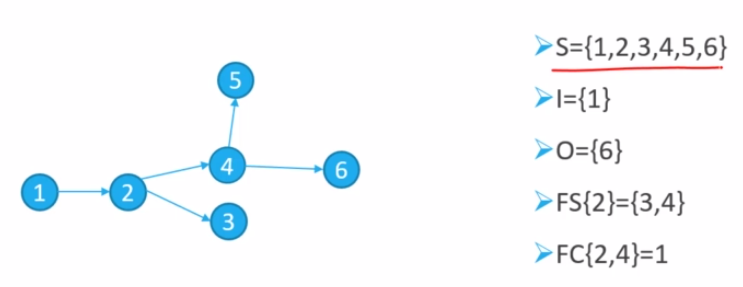 5
4
6
1
2
3
S={1,2,3,4,5,6}
I={1}
O={6}
FS{2}={3,4}
FC{2,4}=1